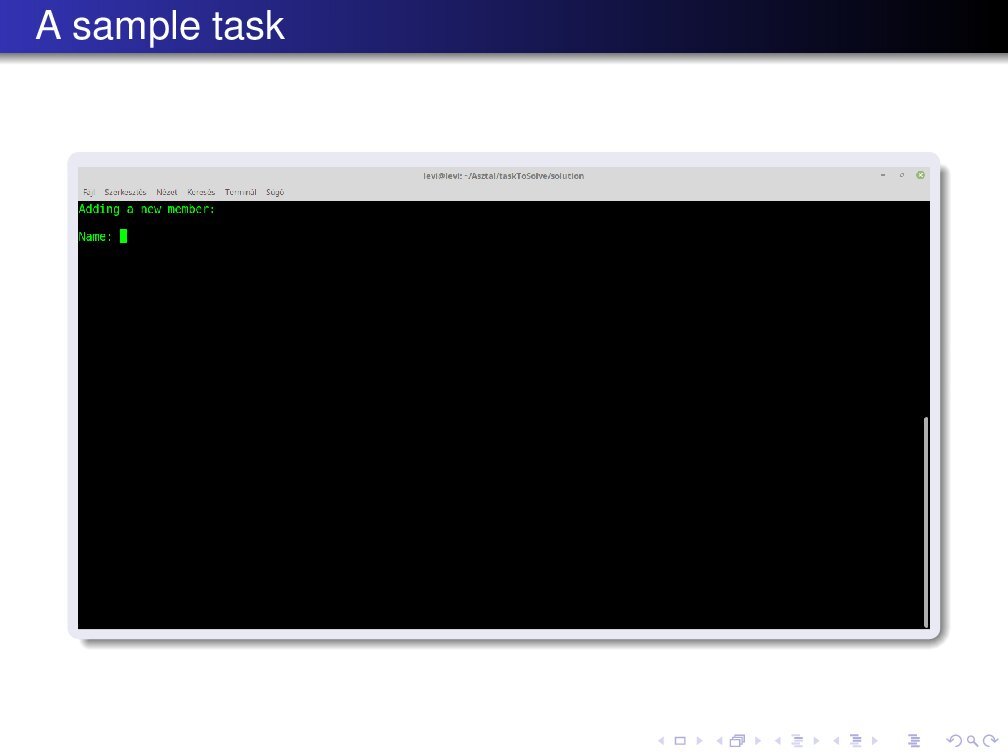 A sample task
levi@levi: ~/Asztal/taskToSolve/solution
Fájl Szerkesztés Nézet Keresés Terminál Súgó
Adding a new member:
Name: